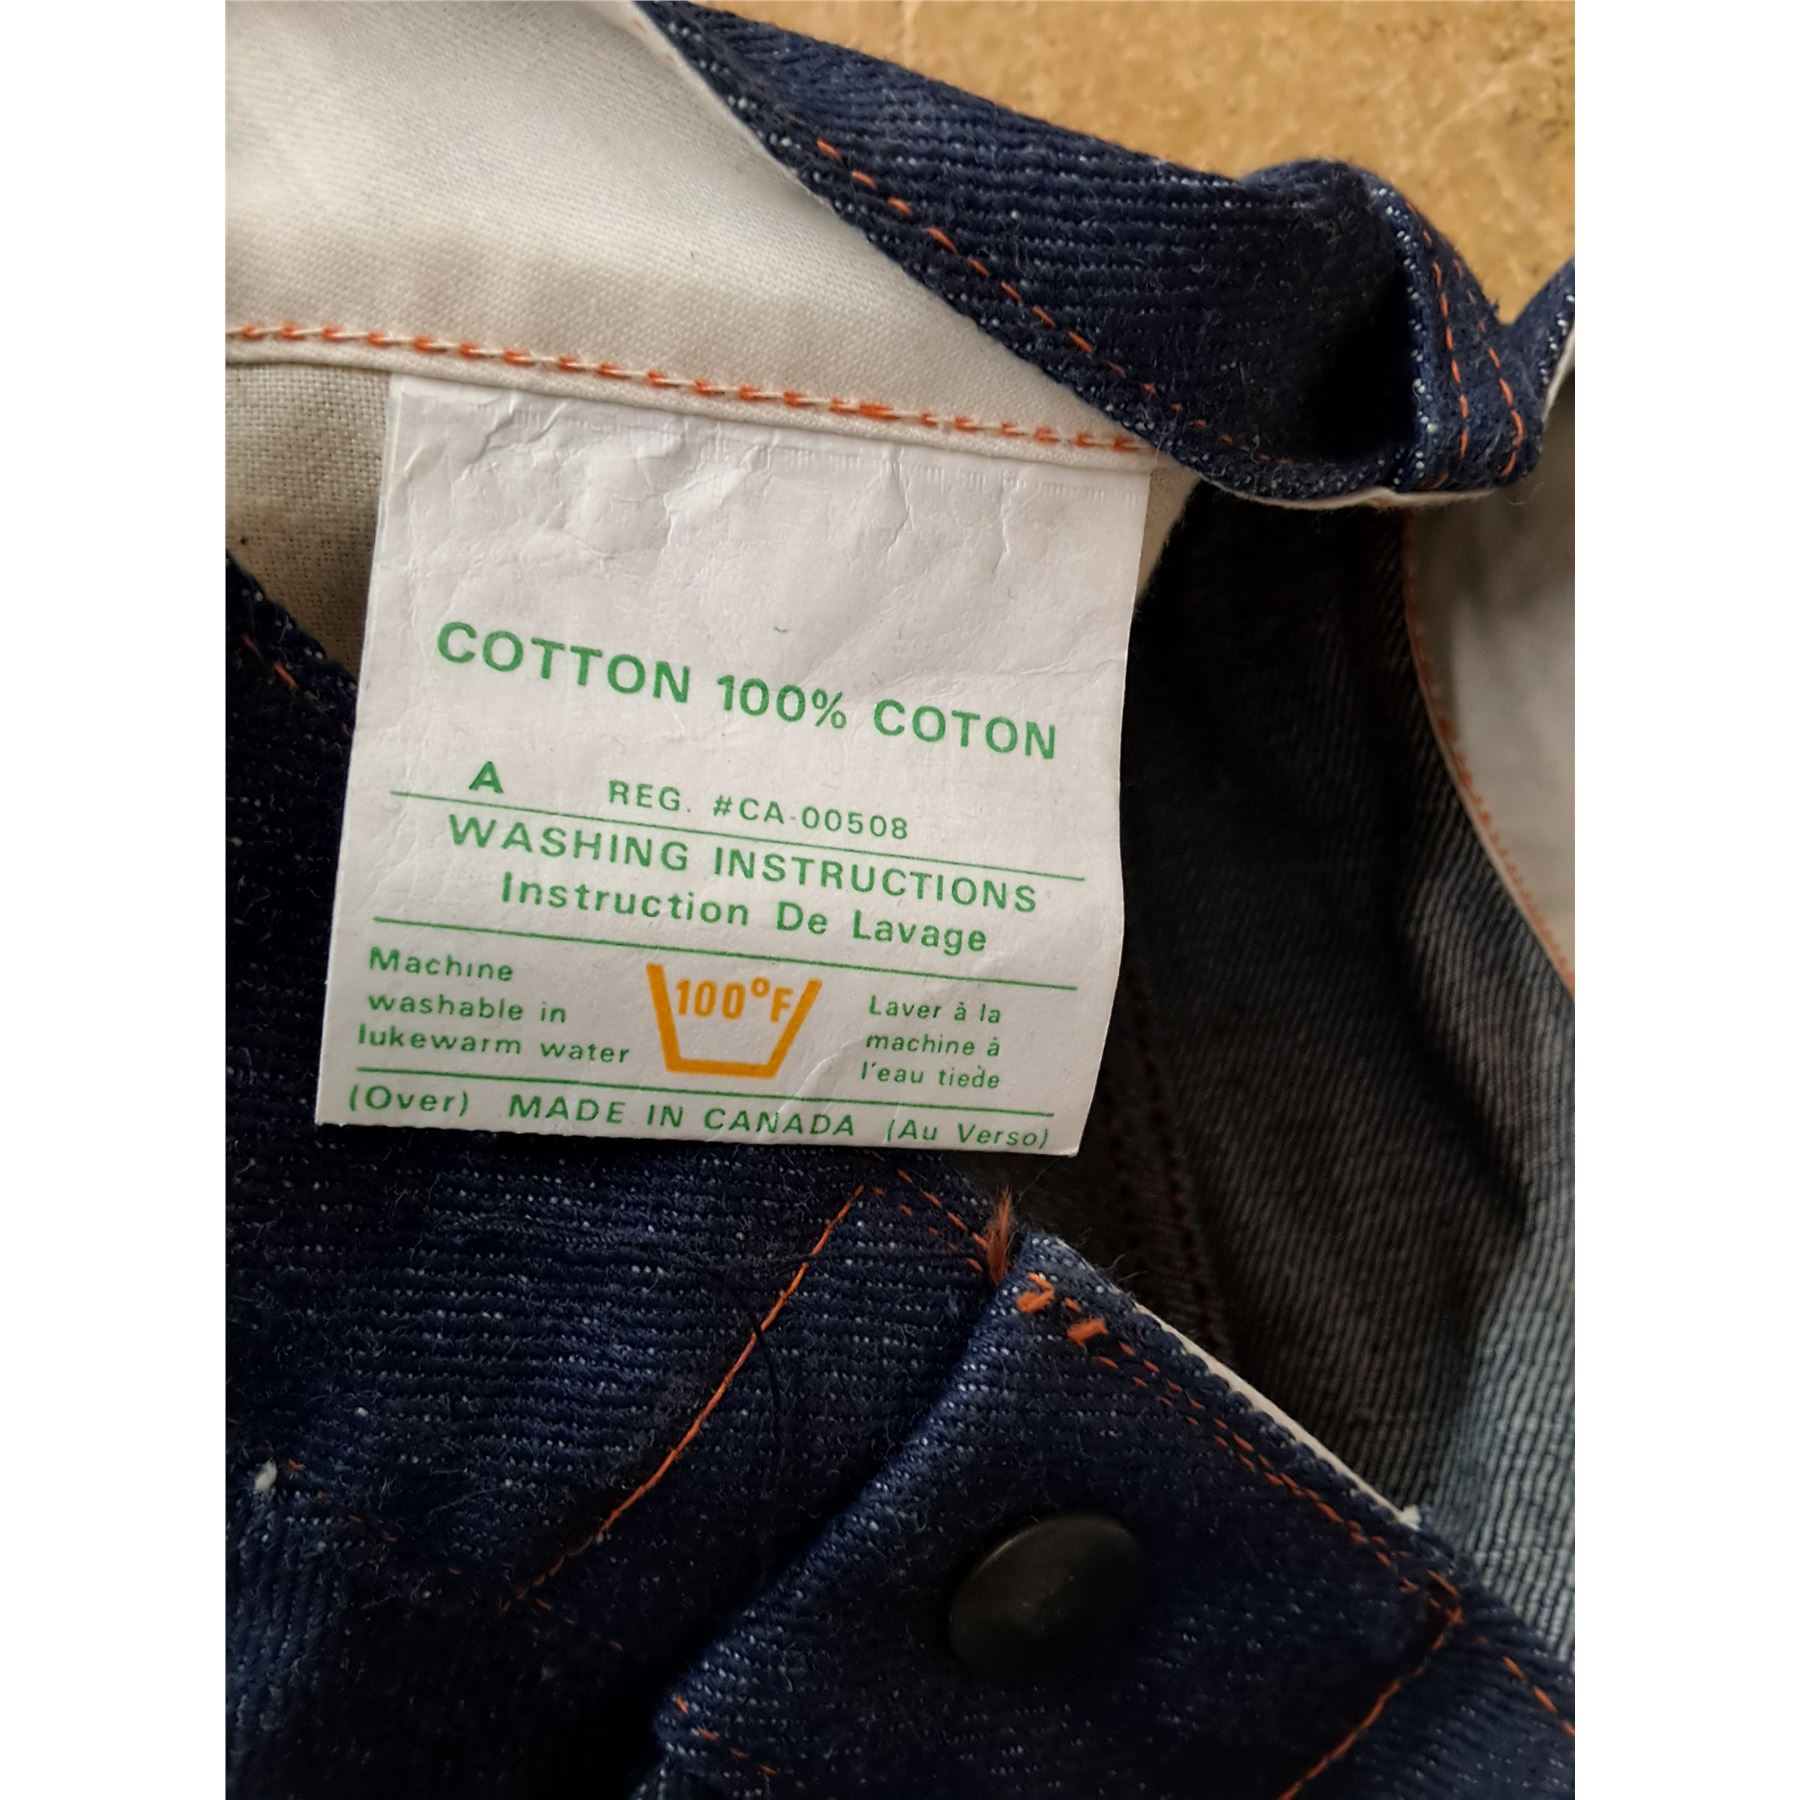 COTTON 100% COTON
A REG. #CA-00508
WASHING INSTRUCTIONS
Instruction De Lavage
Machine
washable in
lukewarm water
100°F
Laver à la
machine à
l'eau tiède
(Over) MADE IN CANADA (Au Verso)